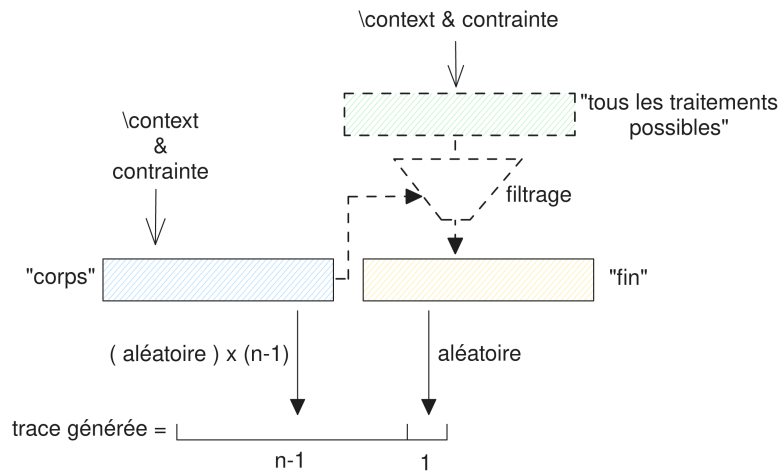 \context & contrainte
"tous les traitements
possibles"
\context
&
contrainte
filtrage
"corps"
"fin"
( aléatoire ) x (n-1)
aléatoire
trace générée =
n-1
1